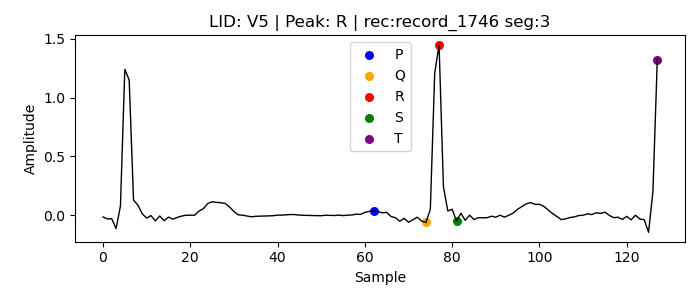 LID: V5 | Peak: R | rec:record_1746 seg:3
Amplitude
1.5
1.0
0.5
0.0
P
Q
R
S
T
0 20 40 60 80 100 120
Sample